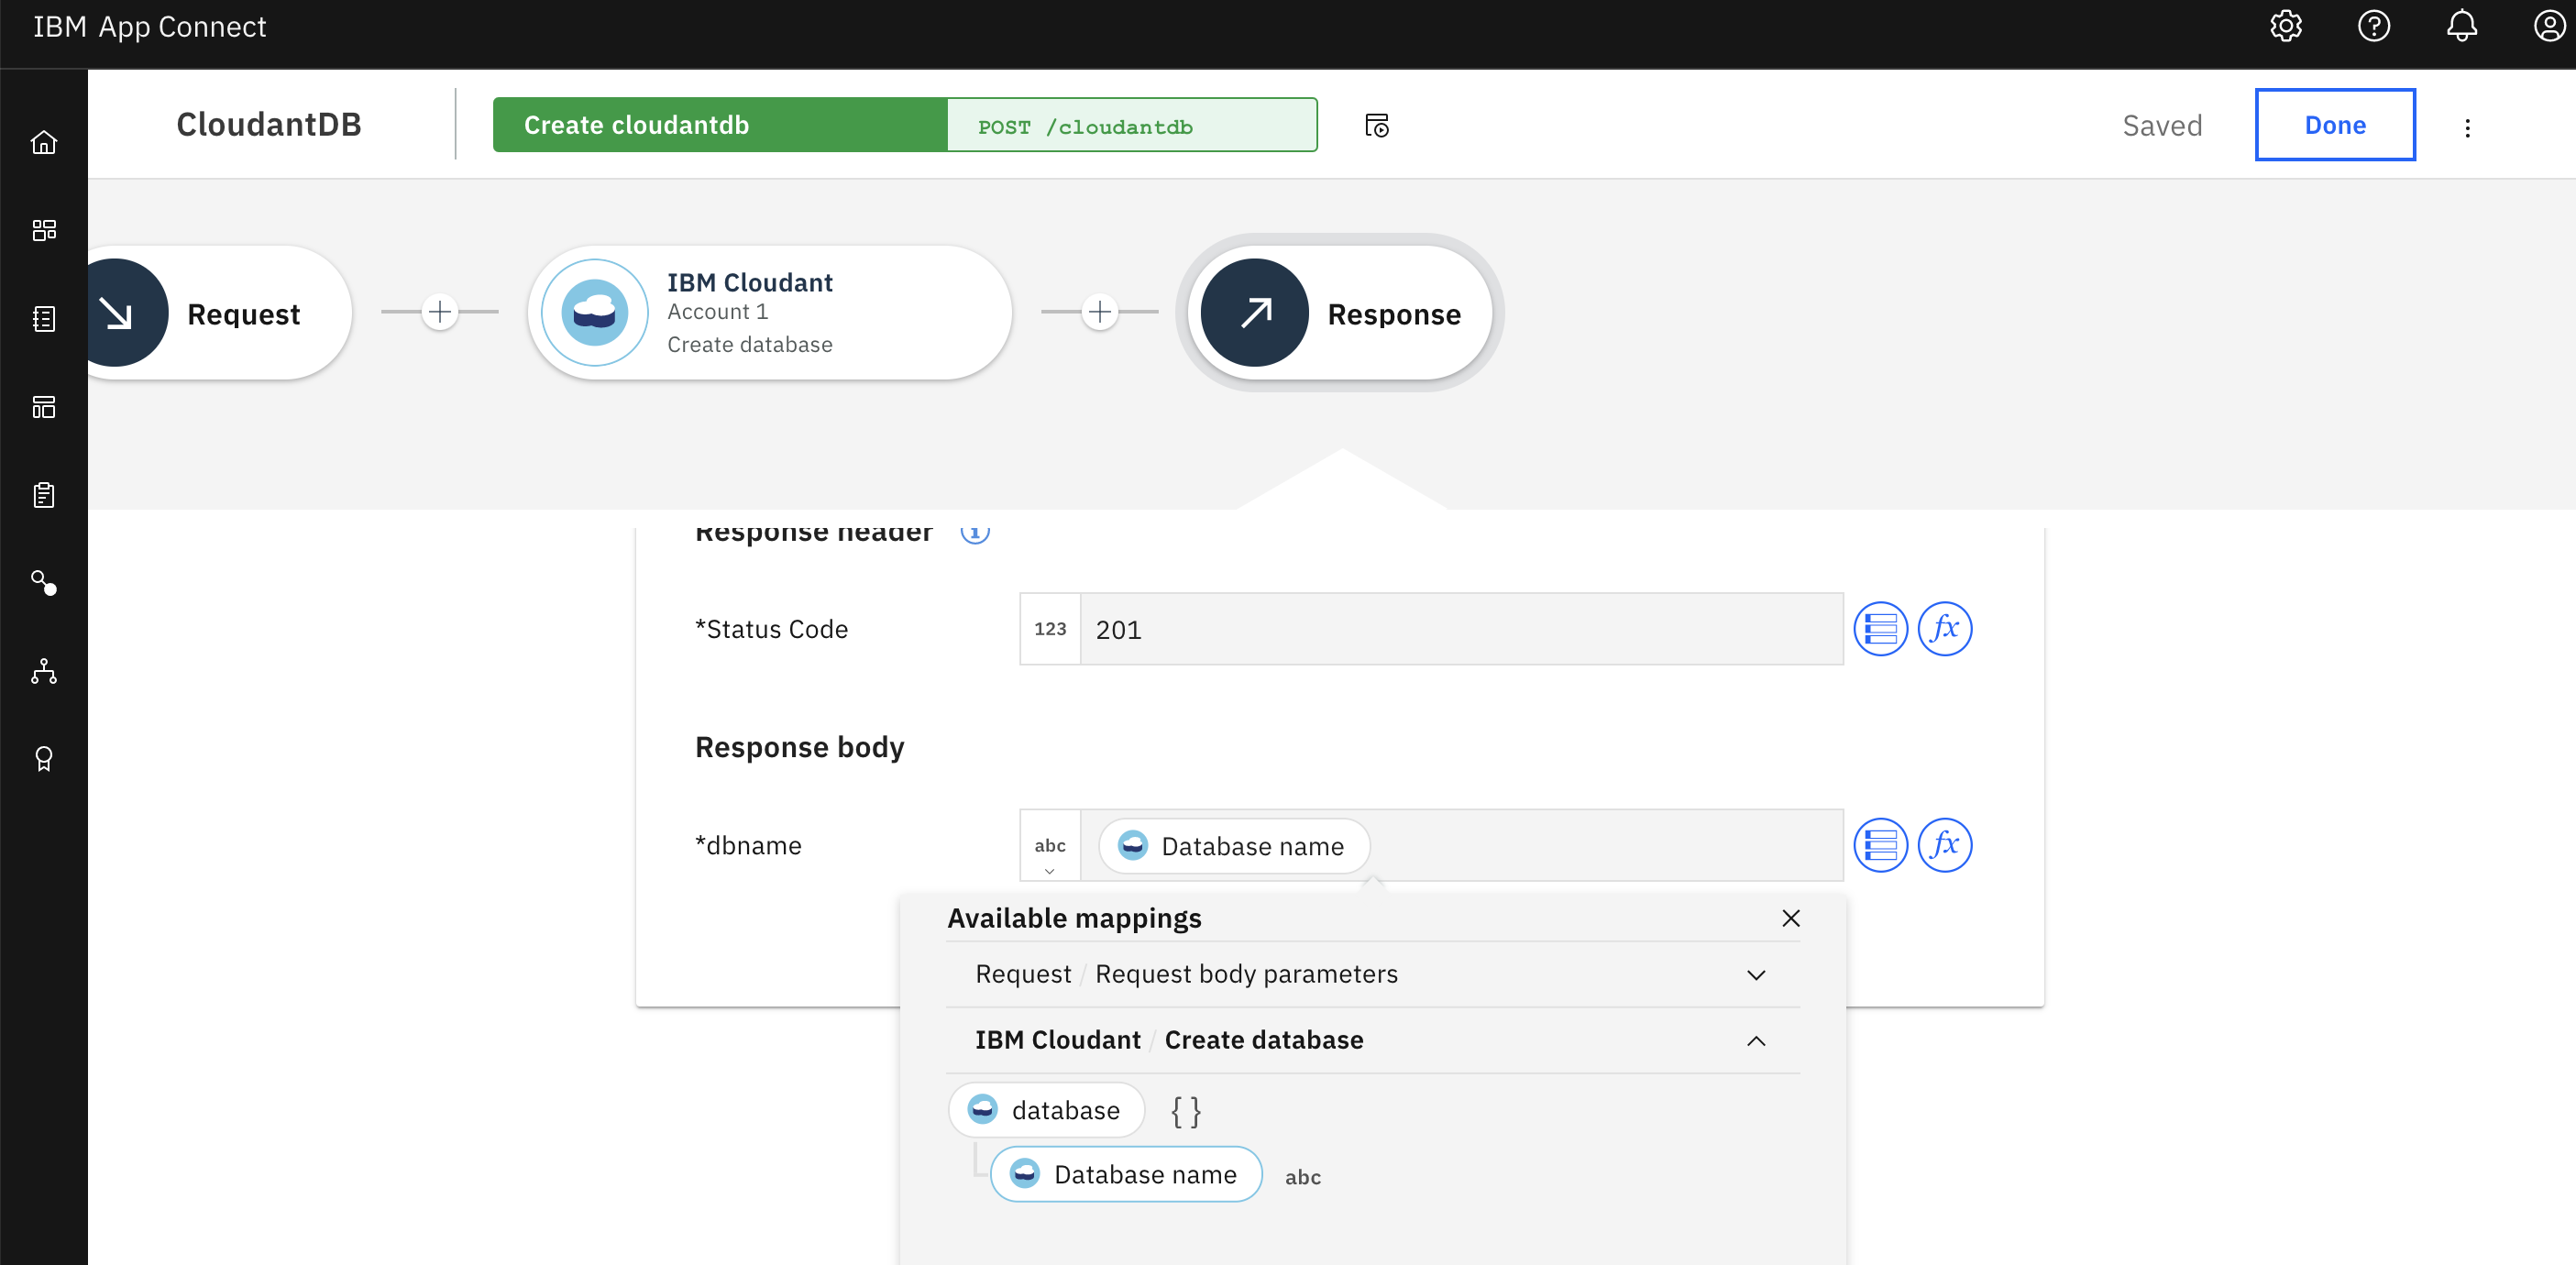 IBM App Connect
CloudantDB
Create cloudantdb
POST /cloudantdb
Saved
Done
Request
IBM Cloudant
Account 1
Create database
Response
Response header
*Status Code
123
201
fx
Response body
*dbname
abc
Database name
fx
Available mappings
Request / Request body parameters
IBM Cloudant / Create database
database { }
Database name abc